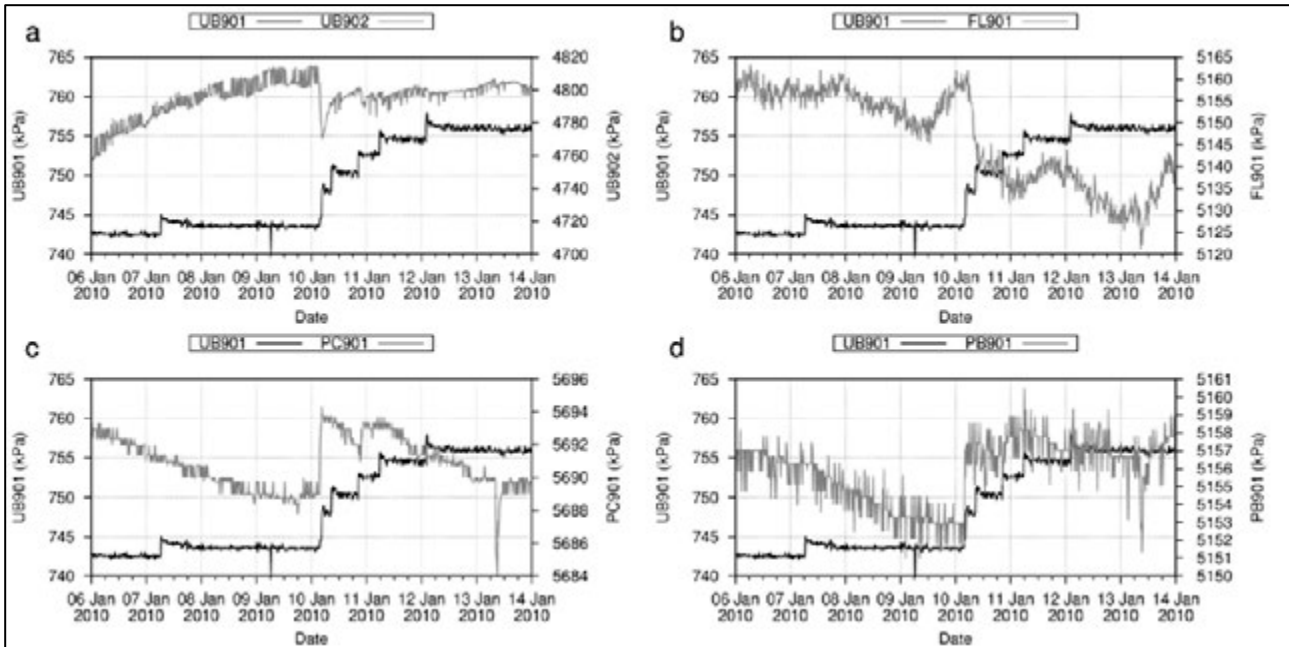 a
UB901 UB902
765 4820
760 4800
755 4780
750 4760
745 4740
4720
740 4700
UB901 (kPa)
UB902 (kPa)
06 Jan 07 Jan 08 Jan 09 Jan 10 Jan 11 Jan 12 Jan 13 Jan 14 Jan
2010 2010 2010 2010 2010 2010 2010 2010 2010
Date
b
UB901 FL901
765 5165
760 5160
5155
755 5150
5145
750 5140
5135
745 5130
5125
740 5120
UB901 (kPa)
FL901 (kPa)
06 Jan 07 Jan 08 Jan 09 Jan 10 Jan 11 Jan 12 Jan 13 Jan 14 Jan
2010 2010 2010 2010 2010 2010 2010 2010 2010
Date
c
UB901 PC901
765 5696
760 5694
5692
755 5690
750 5688
745 5686
740 5684
UB901 (kPa)
PC901 (kPa)
06 Jan 07 Jan 08 Jan 09 Jan 10 Jan 11 Jan 12 Jan 13 Jan 14 Jan
2010 2010 2010 2010 2010 2010 2010 2010 2010
Date
d
UB901 PB901
765 5161
5160
760 5159
5158
755 5157
5156
5155
750 5154
5153
745 5152
5151
740 5150
UB901 (kPa)
PB901 (kPa)
06 Jan 07 Jan 08 Jan 09 Jan 10 Jan 11 Jan 12 Jan 13 Jan 14 Jan
2010 2010 2010 2010 2010 2010 2010 2010 2010
Date